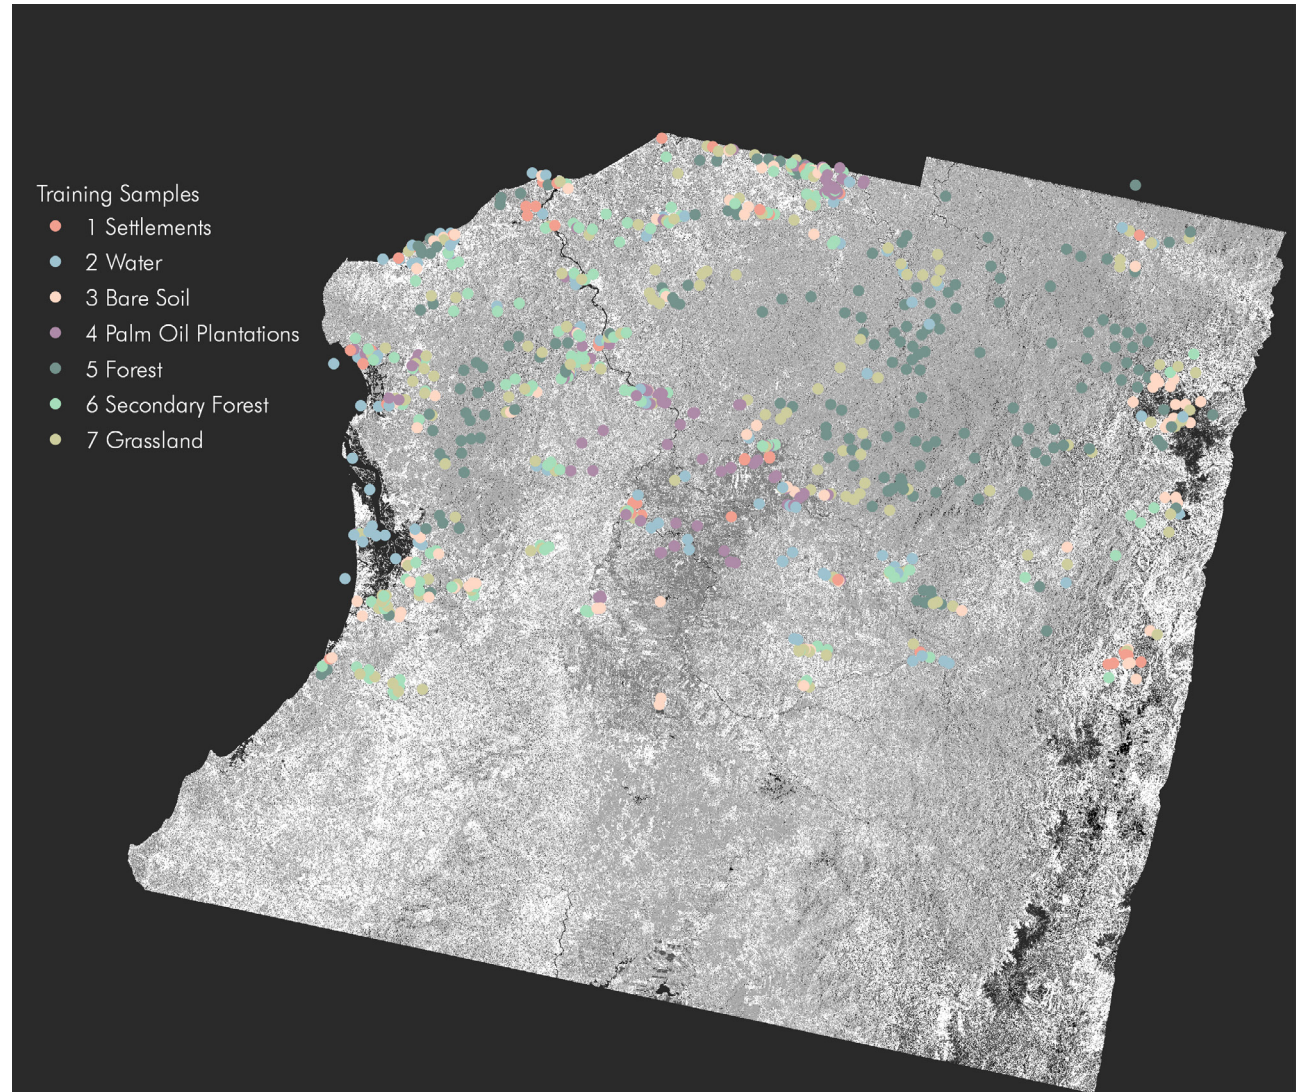 Training Samples
1 Settlements
2 Water
3 Bare Soil
4 Palm Oil Plantations
5 Forest
6 Secondary Forest
7 Grassland